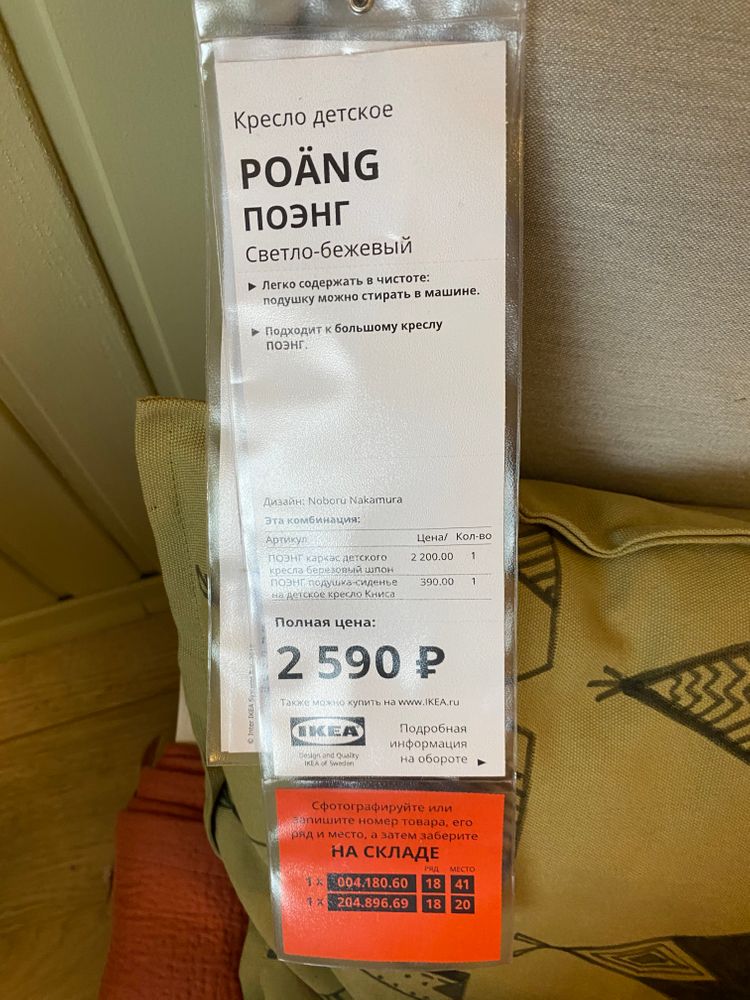 Кресло детское
POÄNG
ПОЭНГ
Светло-бежевый
► Легко содержать в чистоте:
подушку можно стирать в машине.
► Подходит к большому креслу
ПОЭНГ.
Дизайн: Noboru Nakamura
Эта комбинация:
Артикул Цена/ Кол-во
ПОЭНГ каркас детского 2 200.00 1
кресла березовый шпон
ПОЭНГ подушка-сиденье 390.00 1
на детское кресло Книса
Полная цена:
2 590 ₽
Также можно купить на www.IKEA.ru
IKEA
Design and Quality
IKEA of Sweden
Подробная
информация
на обороте ►
© Inter IKEA
Сфотографируйте или
запишите номер товара, его
ряд и место, а затем заберите
НА СКЛАДЕ
РЯД МЕСТО
1 x 004.180.60 18 41
1 x 204.896.69 18 20